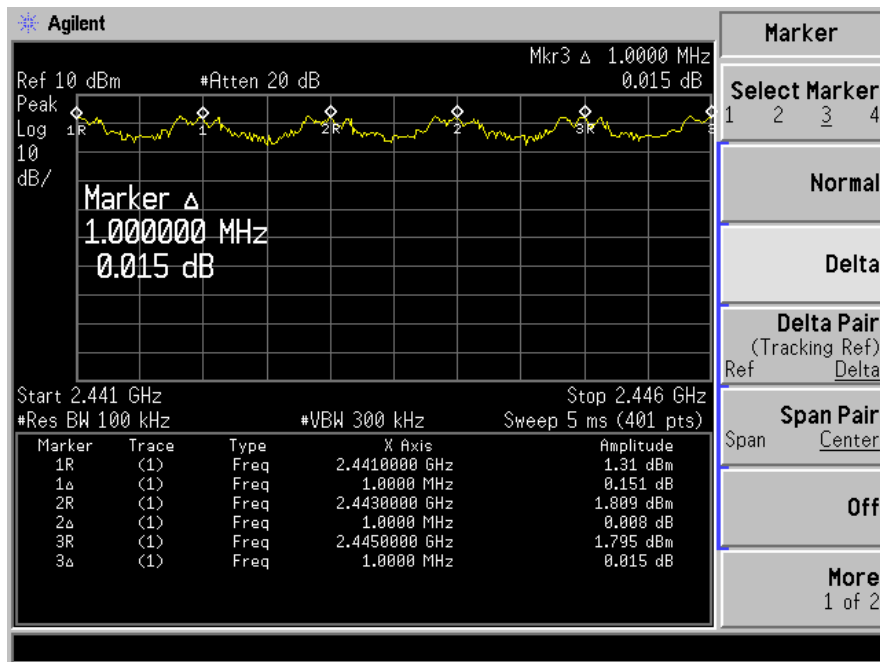 Agilent
Marker
Mkr3 Δ 1.0000 MHz
Ref 10 dBm #Atten 20 dB 0.015 dB
Peak
Log
10
dB/
1R 1 2R 2 3R 3
Marker Δ
1.000000 MHz
0.015 dB
Start 2.441 GHz Stop 2.446 GHz
#Res BW 100 kHz #VBW 300 kHz Sweep 5 ms (401 pts)
Marker Trace Type X Axis Amplitude
1R (1) Freq 2.4410000 GHz 1.31 dBm
1Δ (1) Freq 1.0000 MHz 0.151 dB
2R (1) Freq 2.4430000 GHz 1.809 dBm
2Δ (1) Freq 1.0000 MHz 0.008 dB
3R (1) Freq 2.4450000 GHz 1.795 dBm
3Δ (1) Freq 1.0000 MHz 0.015 dB
Select Marker
1 2 3 4
Normal
Delta
Delta Pair
(Tracking Ref)
Ref Delta
Span Pair
Span Center
Off
More
1 of 2